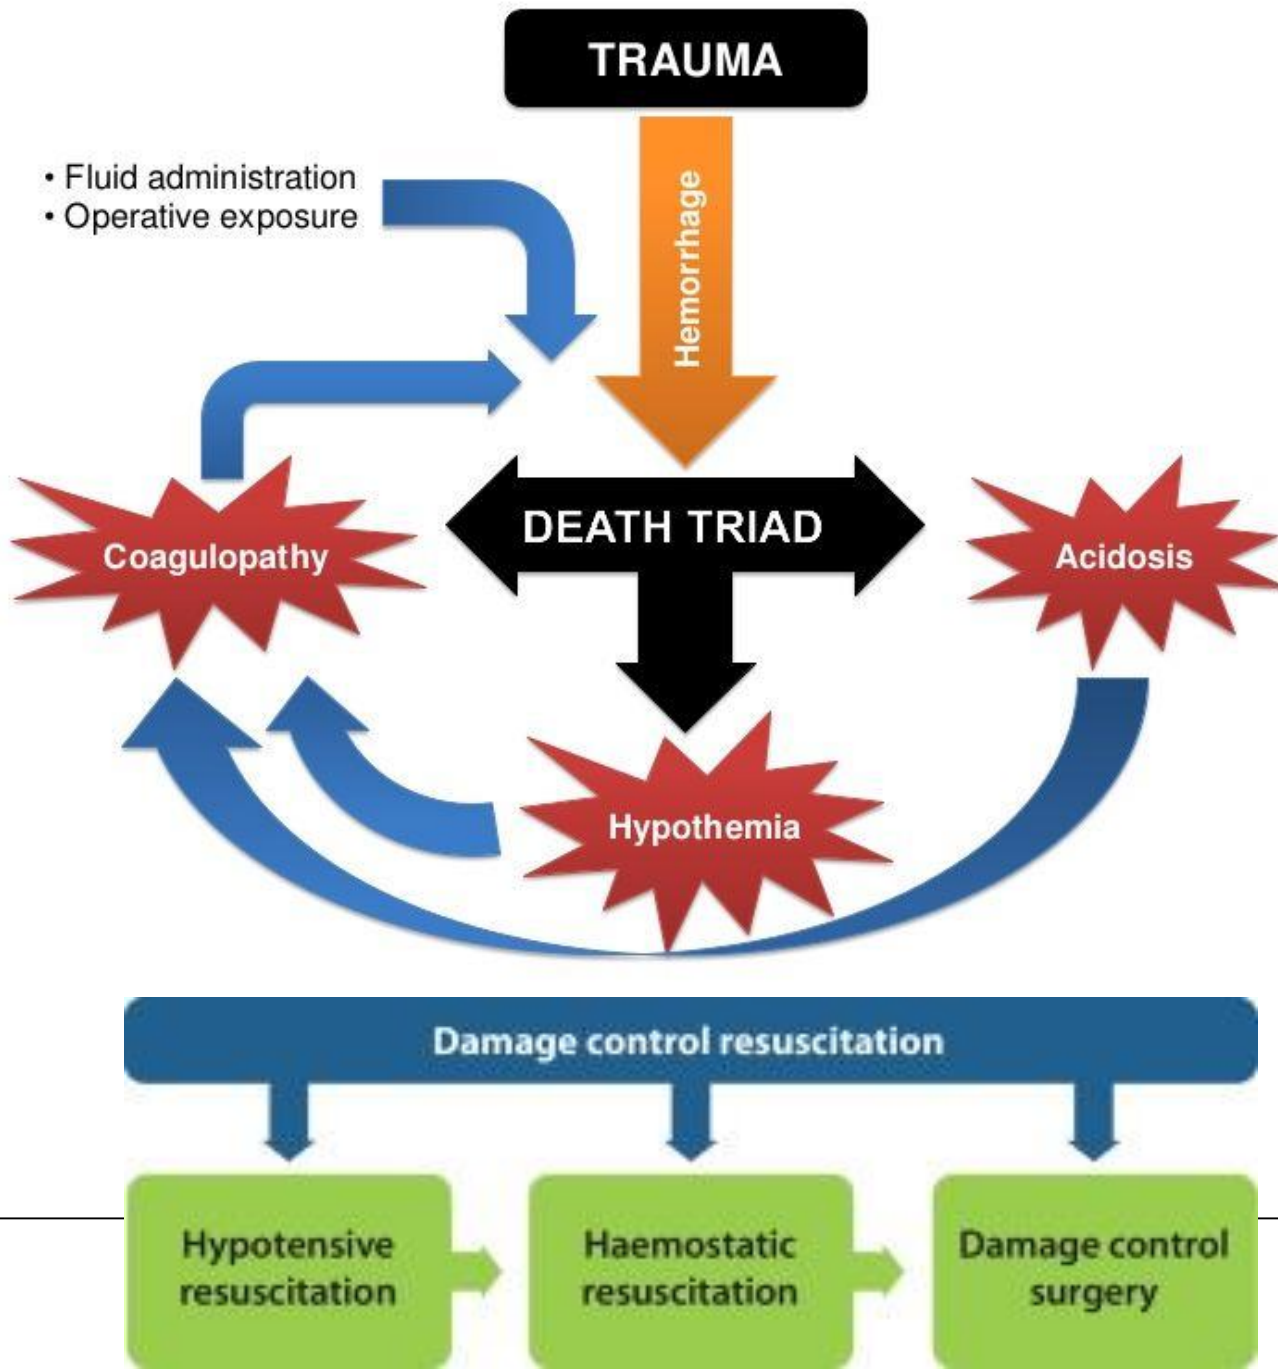 TRAUMA
• Fluid administration
• Operative exposure
Hemorrhage
DEATH TRIAD
Coagulopathy
Acidosis
Hypothemia
Damage control resuscitation
Hypotensive
resuscitation
Haemostatic
resuscitation
Damage control
surgery